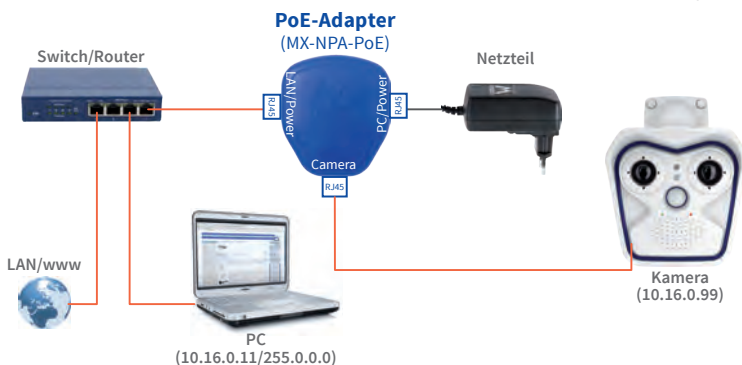 PoE-Adapter
(MX-NPA-PoE)
Switch/Router
Netzteil
LAN/Power
PC/Power
RJ45
RJ45
Camera
RJ45
LAN/www
PC
(10.16.0.11/255.0.0.0)
Kamera
(10.16.0.99)